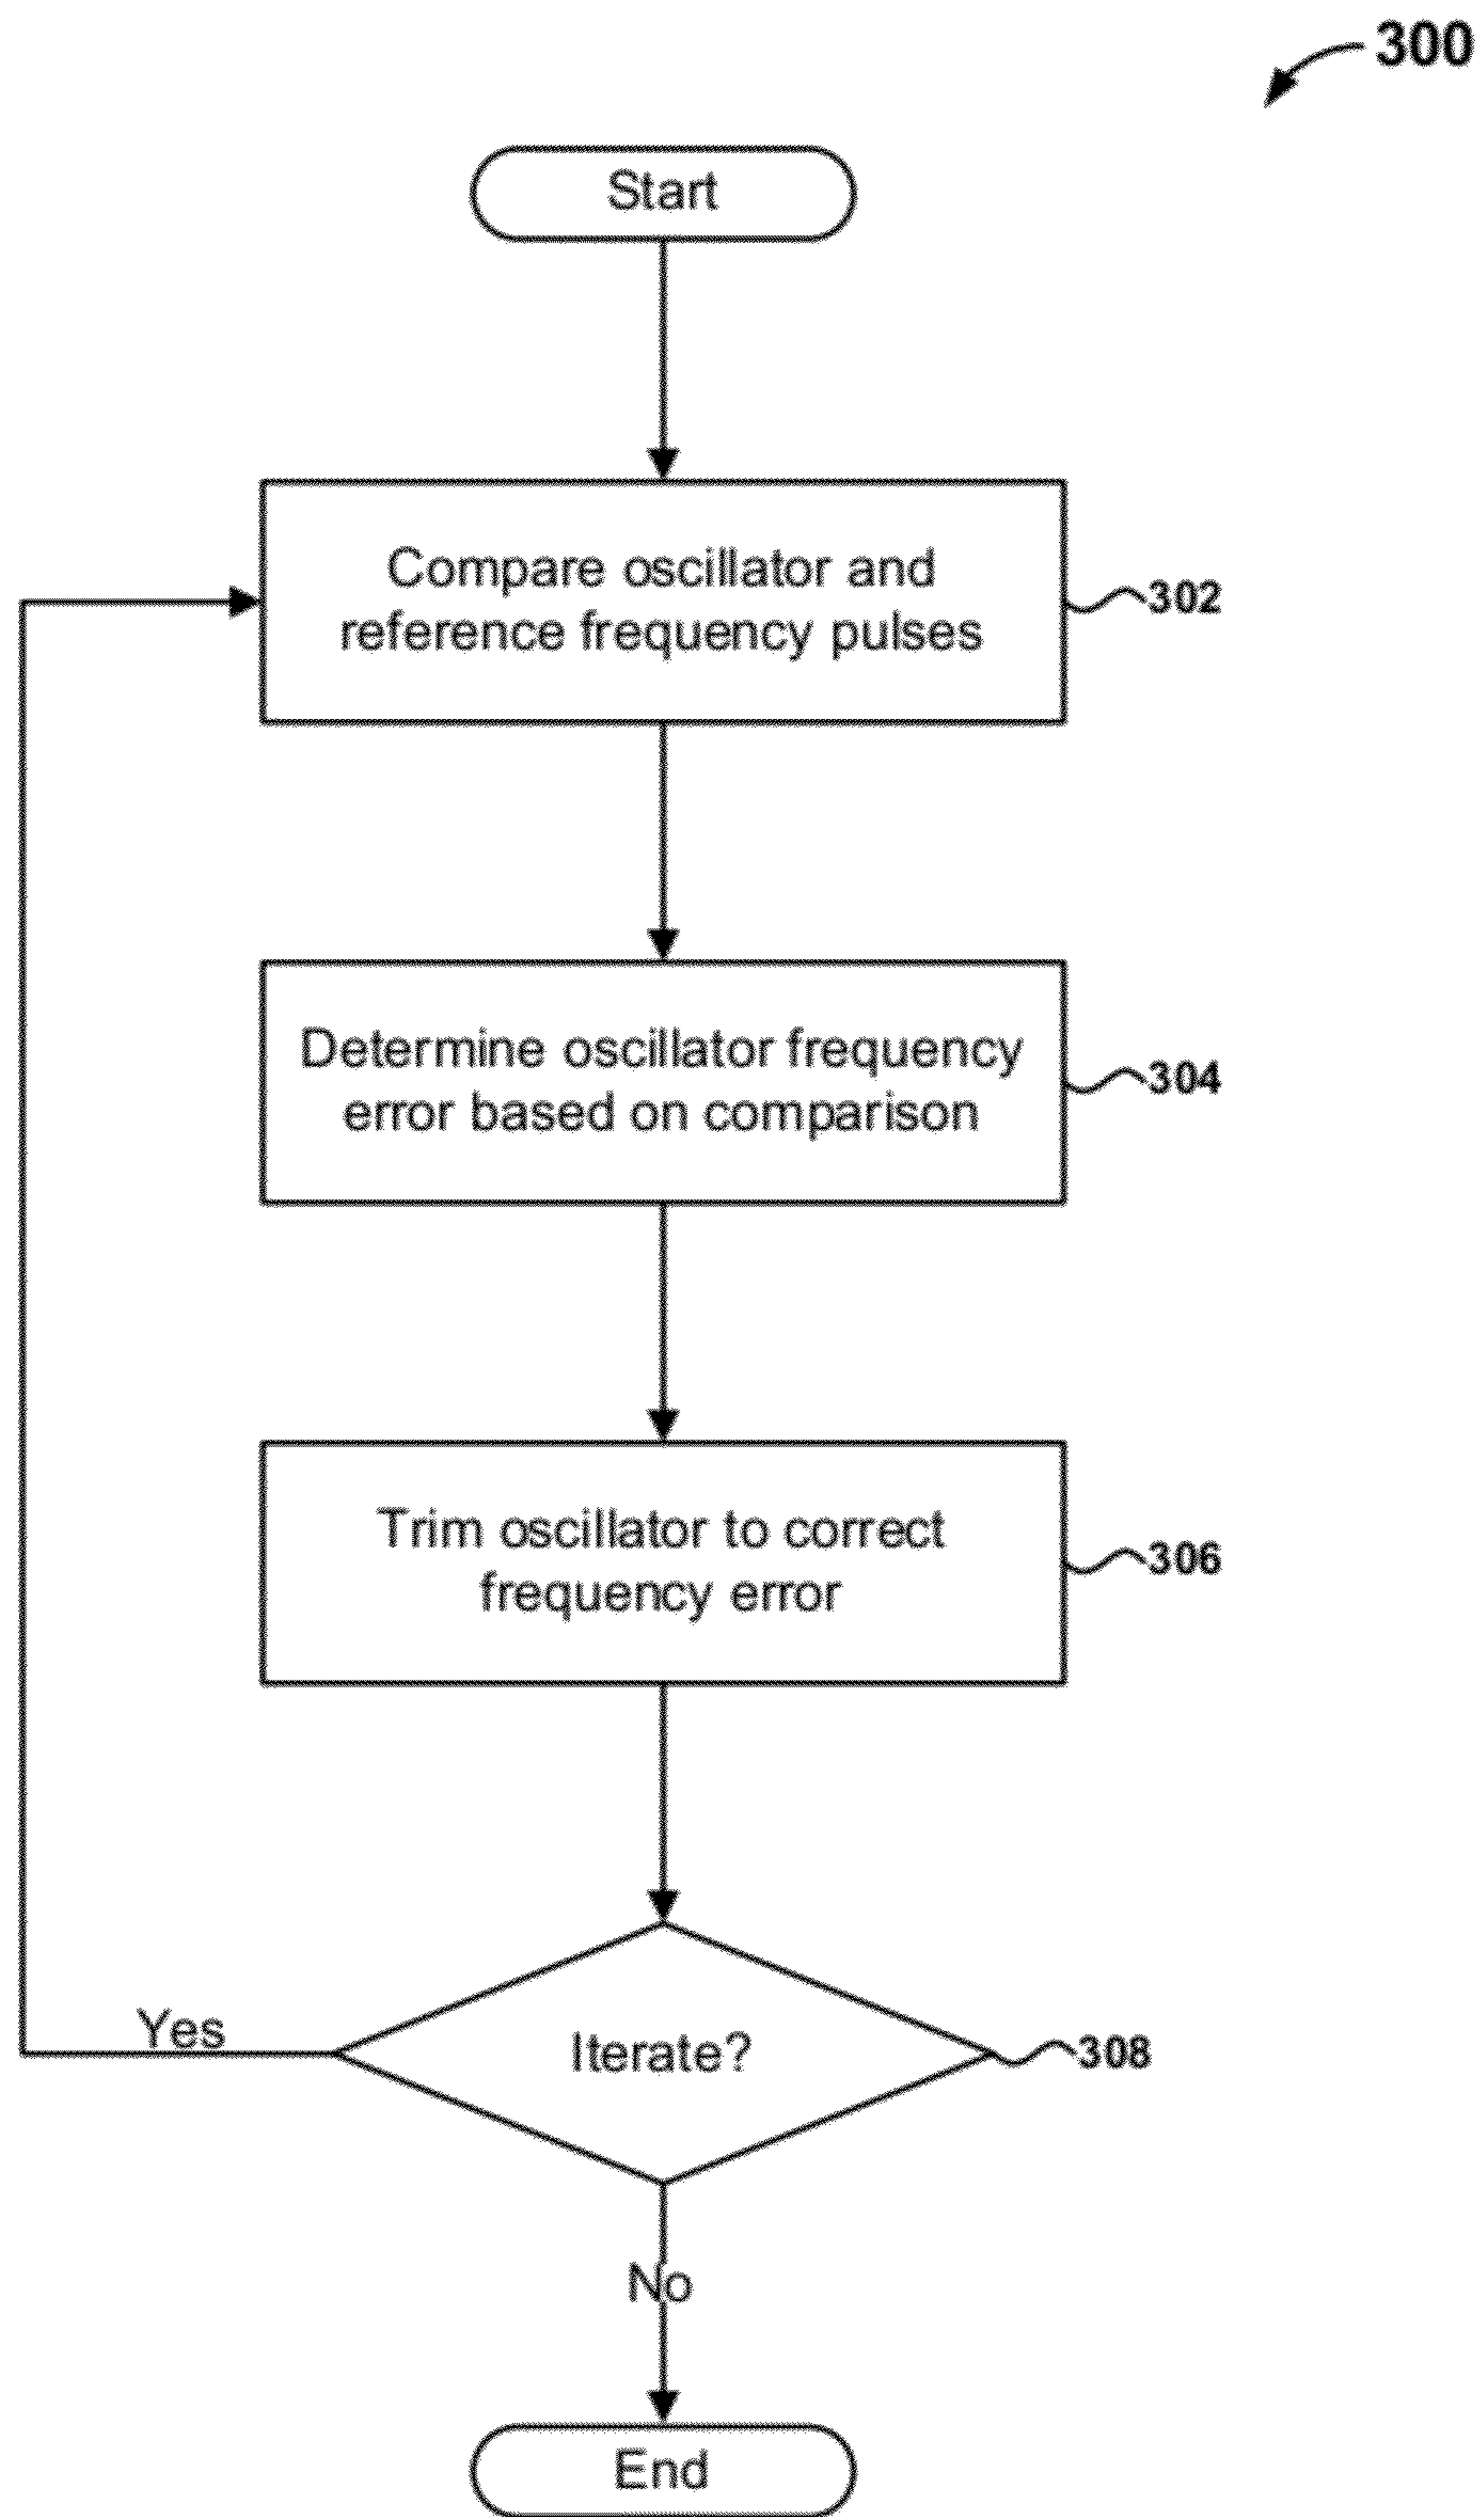 300
Start
Compare oscillator and
reference frequency pulses
302
Determine oscillator frequency
error based on comparison
304
Trim oscillator to correct
frequency error
306
Yes
Iterate?
308
No
End